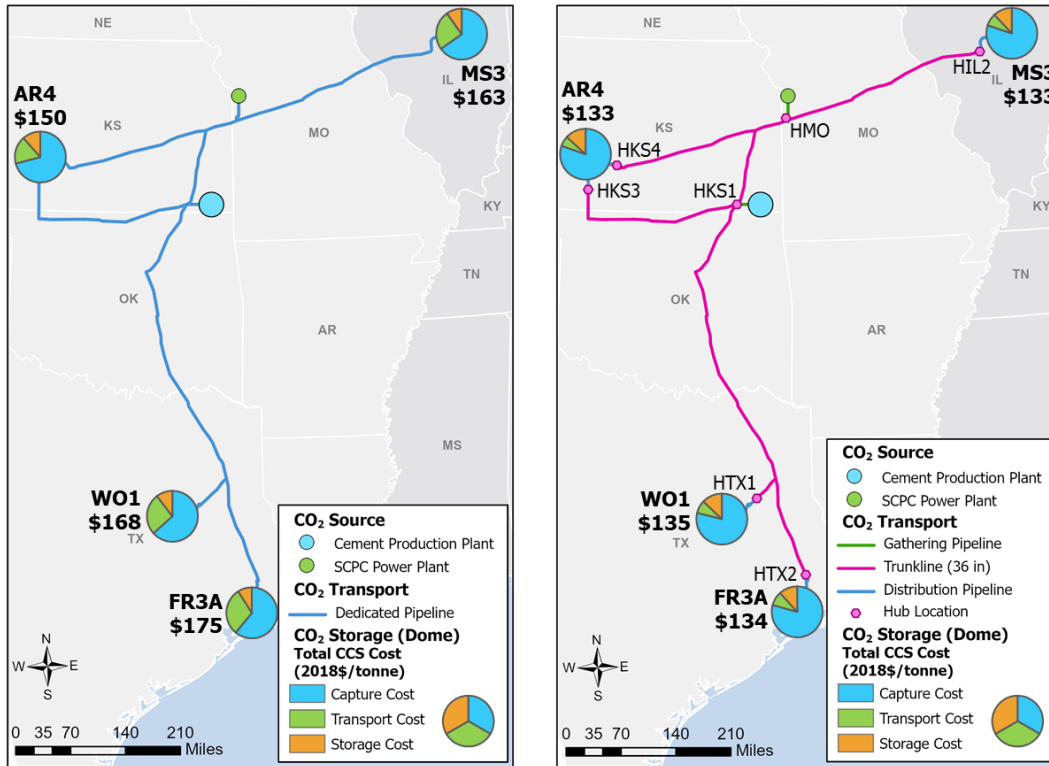 NE
IL
MS3
$163
AR4
$150
KS
MO
KY
TN
OK
AR
MS
WO1
$168
TX
FR3A
$175
N
W
E
S
0 35 70 140 210
Miles
CO₂ Source
Cement Production Plant
SCPC Power Plant
CO₂ Transport
Dedicated Pipeline
CO₂ Storage (Dome)
Total CCS Cost
(2018$/tonne)
Capture Cost
Transport Cost
Storage Cost
NE
HIL2
IL
MS3
$133
AR4
$133
KS
HMO
MO
HKS4
HKS3
HKS1
KY
TN
OK
AR
WO1
$135
TX
HTX1
HTX2
FR3A
$134
N
W
E
S
0 35 70 140 210
Miles
CO₂ Source
Cement Production Plant
SCPC Power Plant
CO₂ Transport
Gathering Pipeline
Trunkline (36 in)
Distribution Pipeline
Hub Location
CO₂ Storage (Dome)
Total CCS Cost
(2018$/tonne)
Capture Cost
Transport Cost
Storage Cost